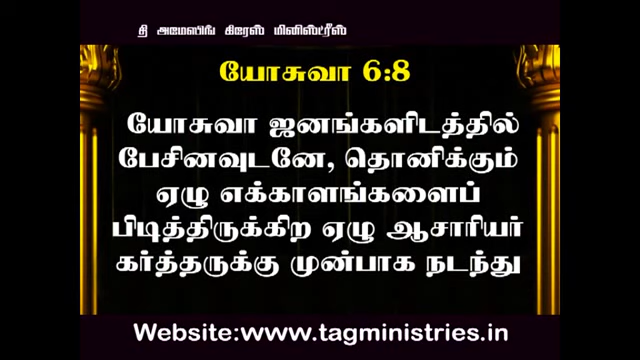 தி அமேஸிங் கிரேஸ் மினிஸ்ட்ரீஸ்
யோசுவா 6:8
யோசுவா ஜனங்களிடத்தில்
பேசினவுடனே, தொனிக்கும்
ஏழு எக்காளங்களைப்
பிடித்திருக்கிற ஏழு ஆசாரியர்
கர்த்தருக்கு முன்பாக நடந்து
Website:www.tagministries.in